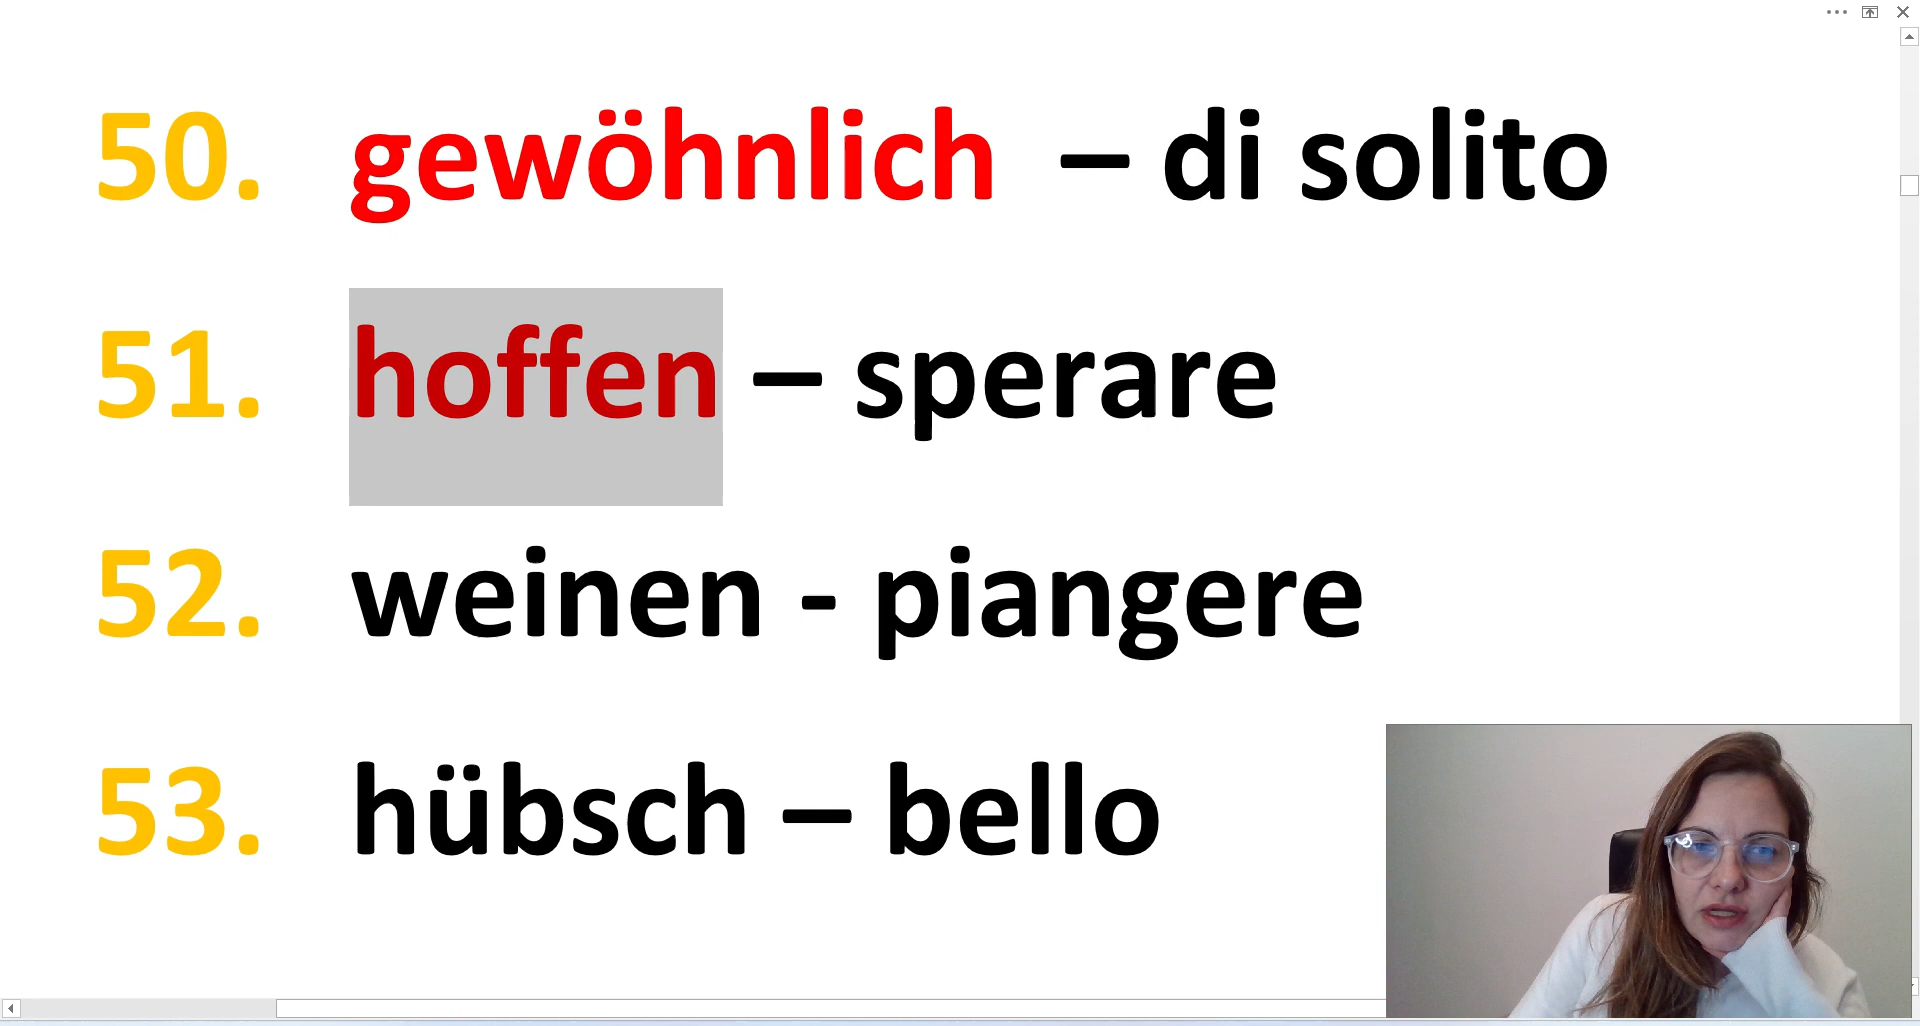 50. gewöhnlich – di solito
51. hoffen – sperare
52. weinen - piangere
53. hübsch – bello